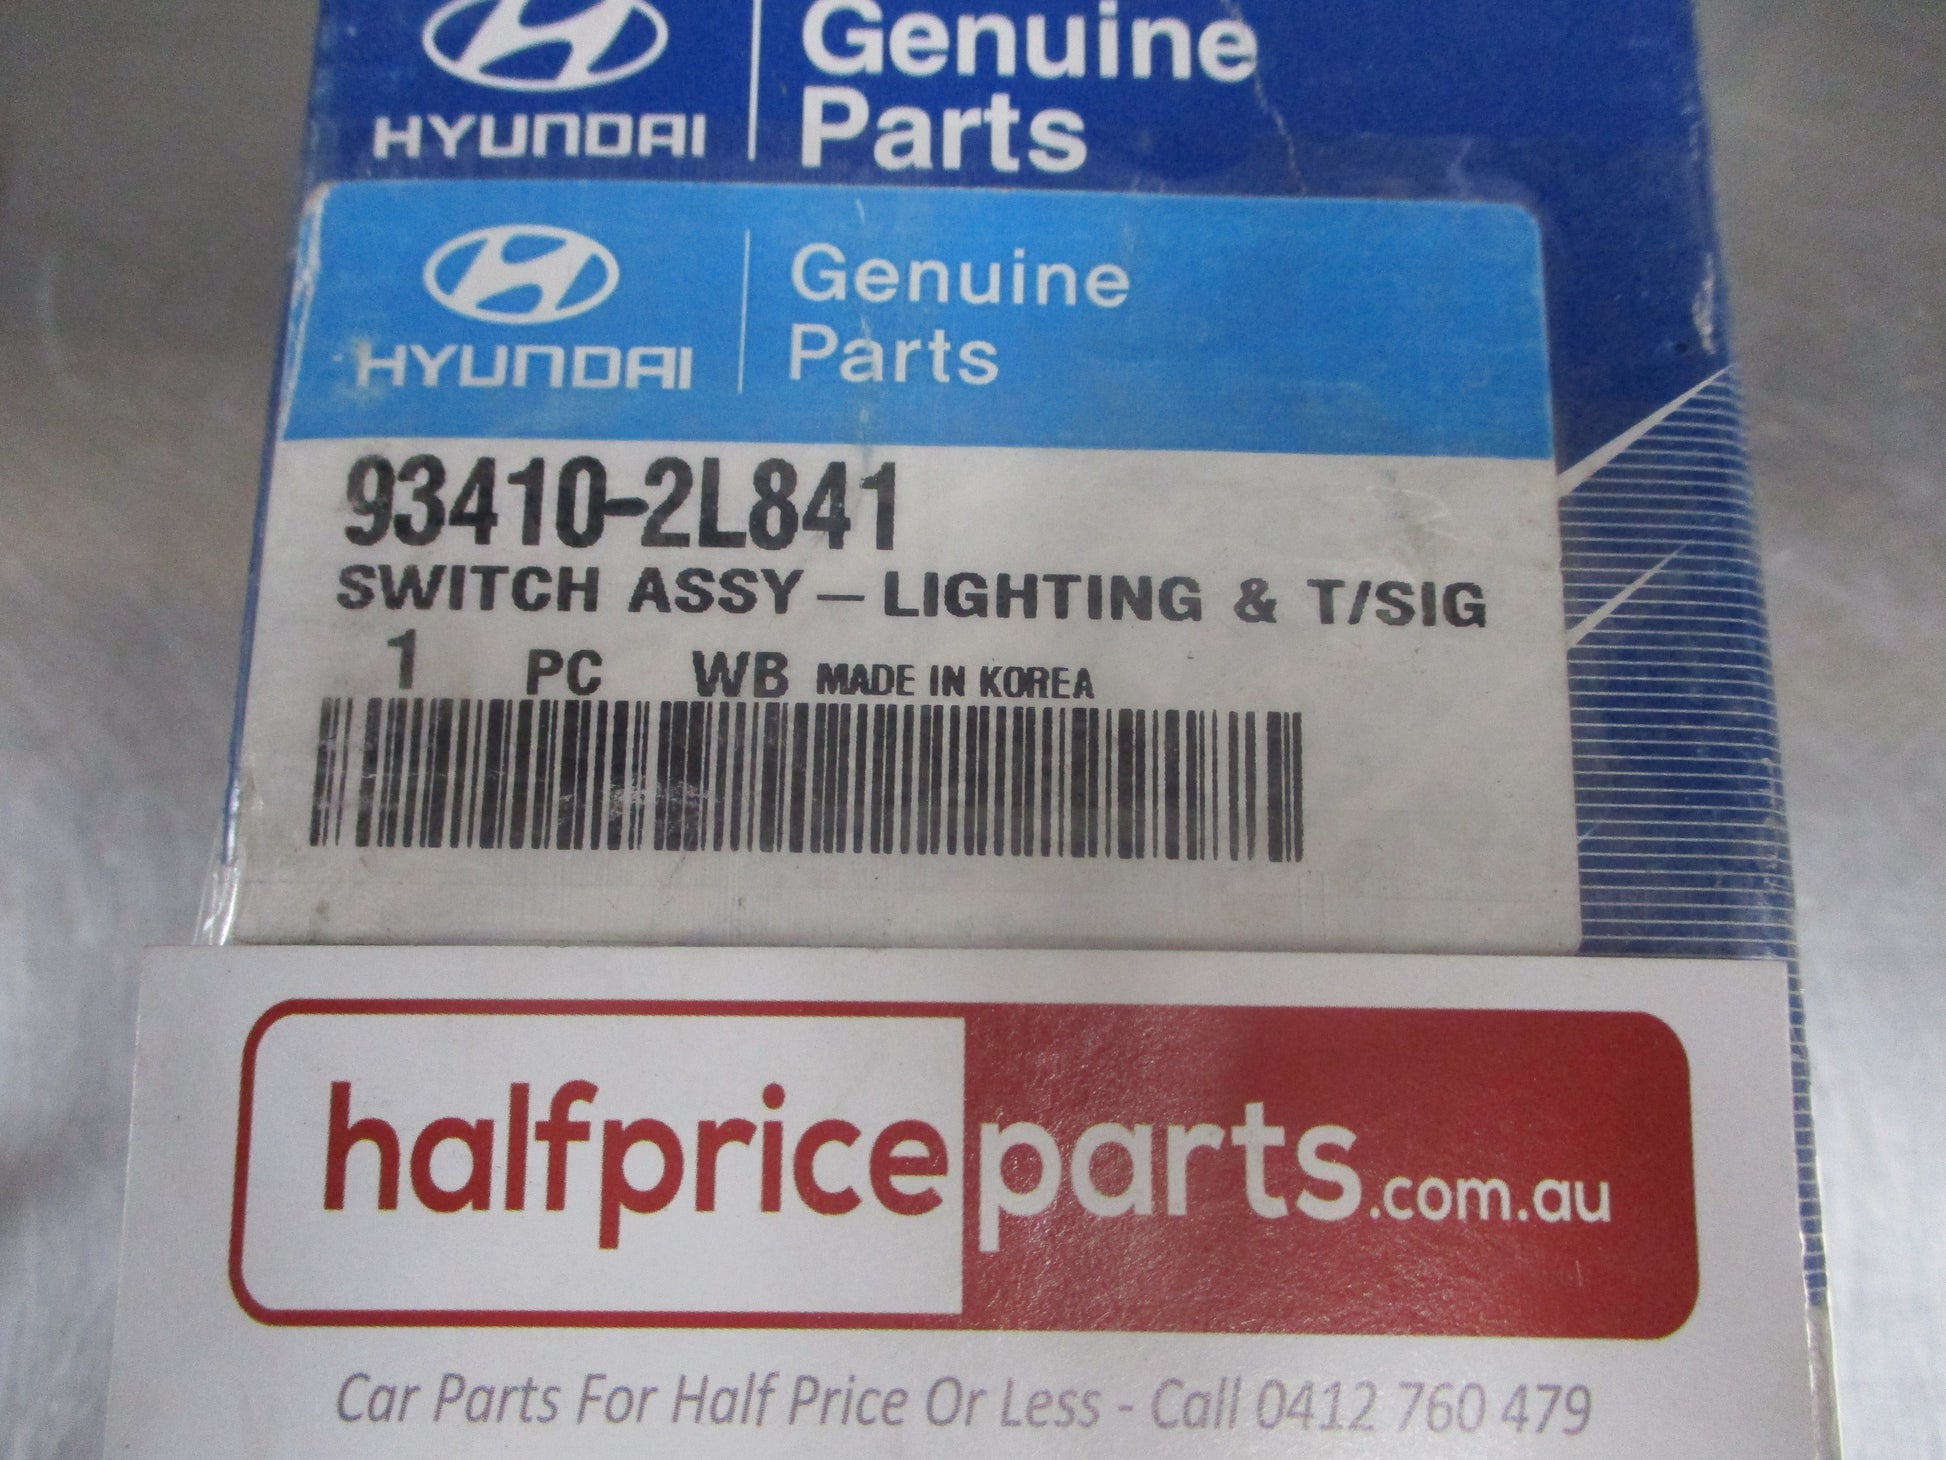 Genuine
HYUNDAI Parts
Genuine
HYUNDAI Parts
93410-2L841
SWITCH ASSY – LIGHTING & T/SIG
1 PC WB MADE IN KOREA
halfpriceparts.com.au
Car Parts For Half Price Or Less - Call 0412 760 479